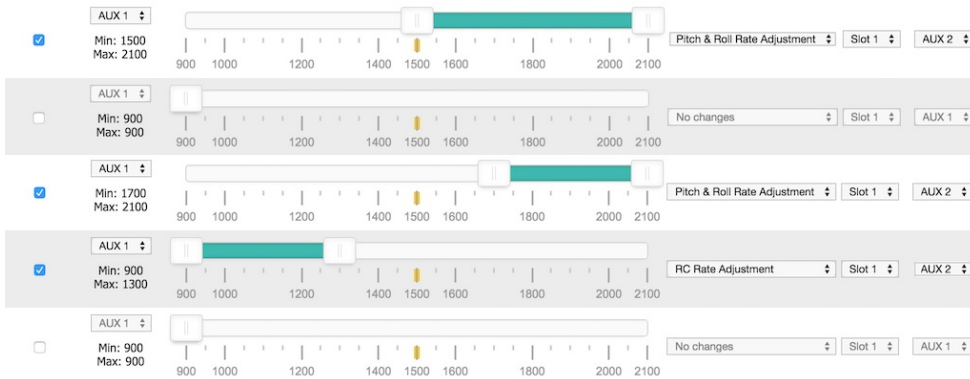 AUX 1
Min: 1500
Max: 2100
900 1000 1200 1400 1500 1600 1800 2000 2100
Pitch & Roll Rate Adjustment Slot 1 AUX 2
AUX 1
Min: 900
Max: 900
900 1000 1200 1400 1500 1600 1800 2000 2100
No changes Slot 1 AUX 1
AUX 1
Min: 1700
Max: 2100
900 1000 1200 1400 1500 1600 1800 2000 2100
Pitch & Roll Rate Adjustment Slot 1 AUX 2
AUX 1
Min: 900
Max: 1300
900 1000 1200 1400 1500 1600 1800 2000 2100
RC Rate Adjustment Slot 1 AUX 2
AUX 1
Min: 900
Max: 900
900 1000 1200 1400 1500 1600 1800 2000 2100
No changes Slot 1 AUX 1